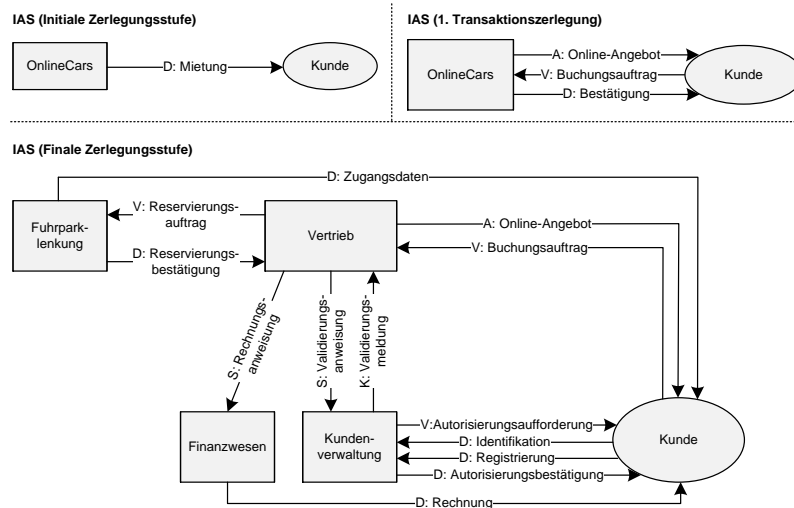 IAS (Initiale Zerlegungsstufe)
OnlineCars
D: Mietung
Kunde
IAS (1. Transaktionszerlegung)
OnlineCars
A: Online-Angebot
V: Buchungsauftrag
D: Bestätigung
Kunde
IAS (Finale Zerlegungsstufe)
D: Zugangsdaten
Fuhrpark-
lenkung
V: Reservierungs-
auftrag
D: Reservierungs-
bestätigung
Vertrieb
A: Online-Angebot
V: Buchungsauftrag
S: Rechnungs-
anweisung
S: Validierungs-
anweisung
K: Validierungs-
meldung
Finanzwesen
Kunden-
verwaltung
V:Autorisierungsaufforderung
D: Identifikation
D: Registrierung
D: Autorisierungsbestätigung
Kunde
D: Rechnung